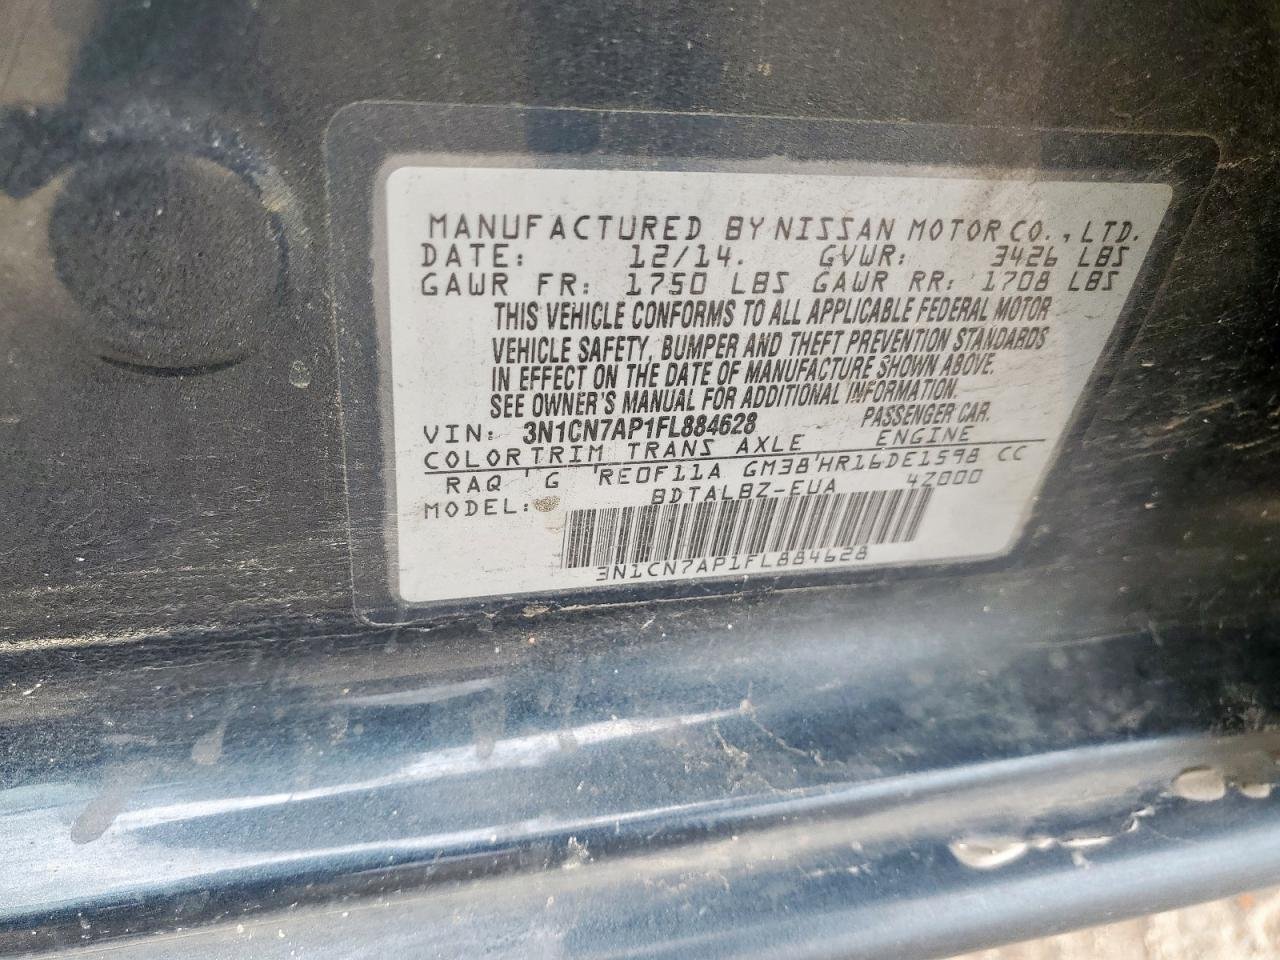 MANUFACTURED BY NISSAN MOTOR CO., LTD.
DATE: 12/14. GVWR: 3426 LBS
GAWR FR: 1750 LBS GAWR RR: 1708 LBS
THIS VEHICLE CONFORMS TO ALL APPLICABLE FEDERAL MOTOR
VEHICLE SAFETY, BUMPER AND THEFT PREVENTION STANDARDS
IN EFFECT ON THE DATE OF MANUFACTURE SHOWN ABOVE.
SEE OWNER'S MANUAL FOR ADDITIONAL INFORMATION.
VIN: 3N1CN7AP1FL884628 PASSENGER CAR.
COLOR TRIM TRANS AXLE ENGINE
RAQ 'G 'RE0F11A GM38'HR16DE1598 CC
MODEL: BDTALBZ-EUA 4Z000
3N1CN7AP1FL884628